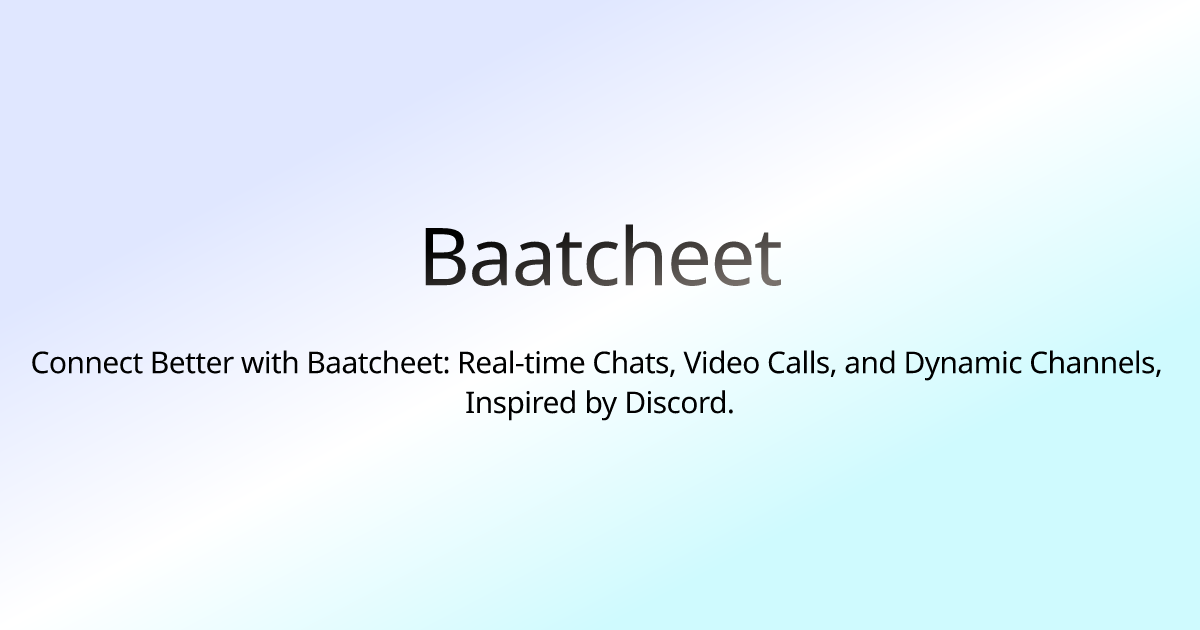 Baatcheet
Connect Better with Baatcheet: Real-time Chats, Video Calls, and Dynamic Channels,
Inspired by Discord.